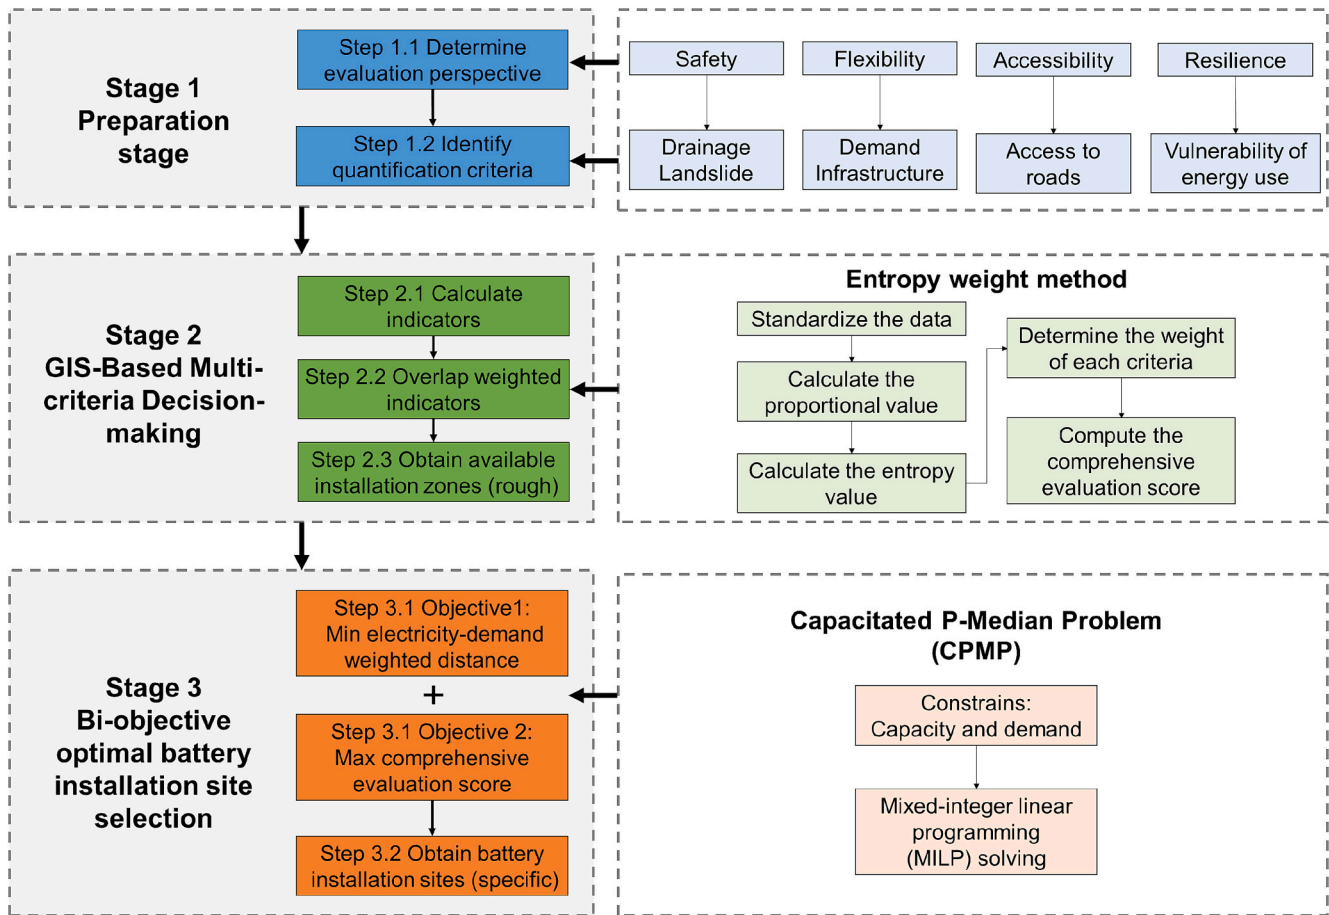 Stage 1
Preparation
stage
Step 1.1 Determine
evaluation perspective
Step 1.2 Identify
quantification criteria
Safety
Flexibility
Accessibility
Resilience
Drainage
Landslide
Demand
Infrastructure
Access to
roads
Vulnerability of
energy use
Stage 2
GIS-Based Multi-
criteria Decision-
making
Step 2.1 Calculate
indicators
Step 2.2 Overlap weighted
indicators
Step 2.3 Obtain available
installation zones (rough)
Entropy weight method
Standardize the data
Calculate the
proportional value
Calculate the entropy
value
Determine the weight
of each criteria
Compute the
comprehensive
evaluation score
Stage 3
Bi-objective
optimal battery
installation site
selection
Step 3.1 Objective1:
Min electricity-demand
weighted distance
+
Step 3.1 Objective 2:
Max comprehensive
evaluation score
Step 3.2 Obtain battery
installation sites (specific)
Capacitated P-Median Problem
(CPMP)
Constrains:
Capacity and demand
Mixed-integer linear
programming
(MILP) solving